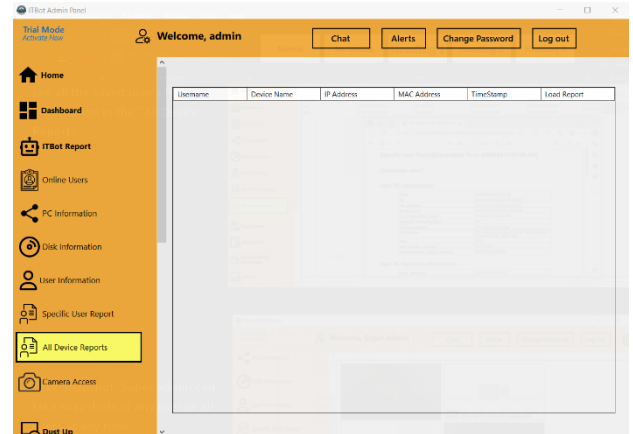 ITBot Admin Panel
Trial Mode
Activate Now
Welcome, admin
Chat
Alerts
Change Password
Log out
Home
Dashboard
ITBot Report
Online Users
PC Information
Disk Information
User Information
Specific User Report
All Device Reports
Camera Access
Dust Up
Username Device Name IP Address MAC Address TimeStamp Load Report